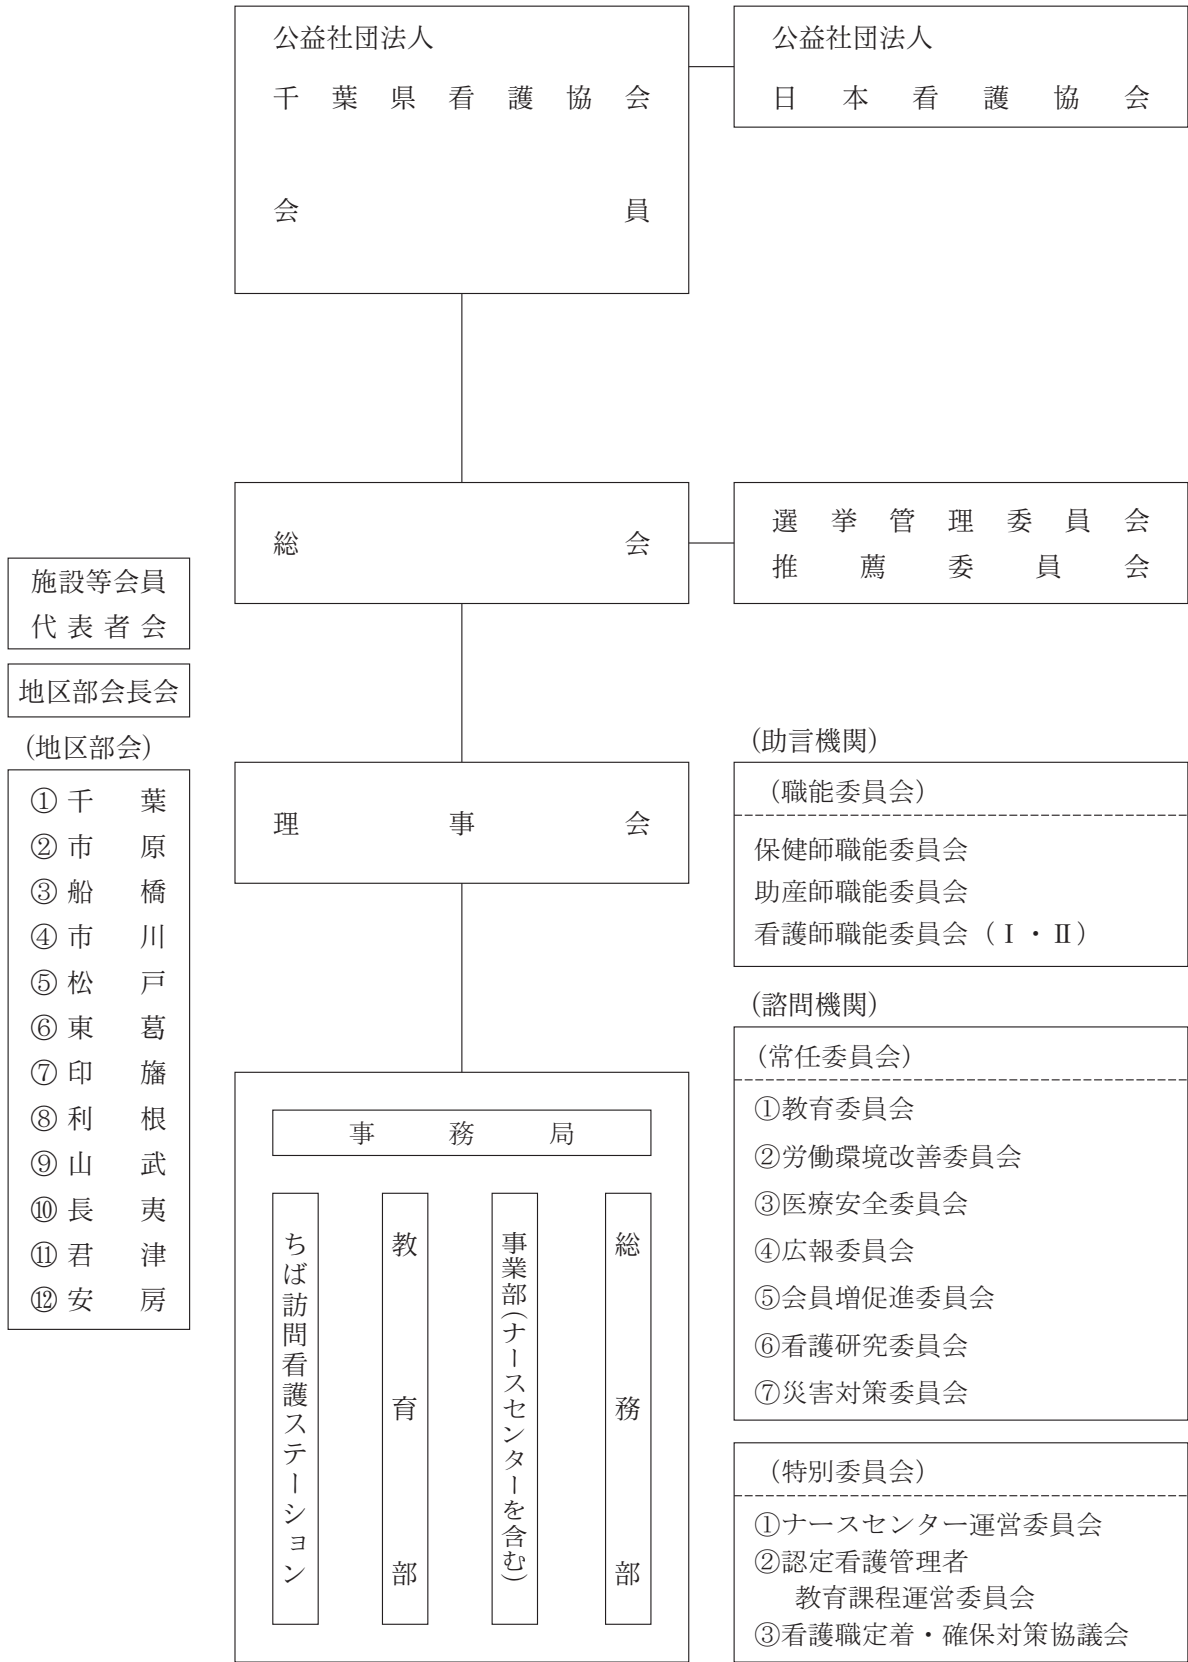 公益社団法人
千葉県看護協会
会員
公益社団法人
日本看護協会
総会
選挙管理委員会
推薦委員会
施設等会員
代表者会
地区部会長会
(地区部会)
①千葉
②市原
③船橋
④市川
⑤松戸
⑥東葛
⑦印旛
⑧利根
⑨山武
⑩長夷
⑪君津
⑫安房
理事会
(助言機関)
(職能委員会)
保健師職能委員会
助産師職能委員会
看護師職能委員会(Ⅰ・Ⅱ)
(諮問機関)
(常任委員会)
①教育委員会
②労働環境改善委員会
③医療安全委員会
④広報委員会
⑤会員増促進委員会
⑥看護研究委員会
⑦災害対策委員会
(特別委員会)
①ナースセンター運営委員会
②認定看護管理者
教育課程運営委員会
③看護職定着・確保対策協議会
事務局
総務部
事業部(ナースセンターを含む)
教育部
ちば訪問看護ステーション